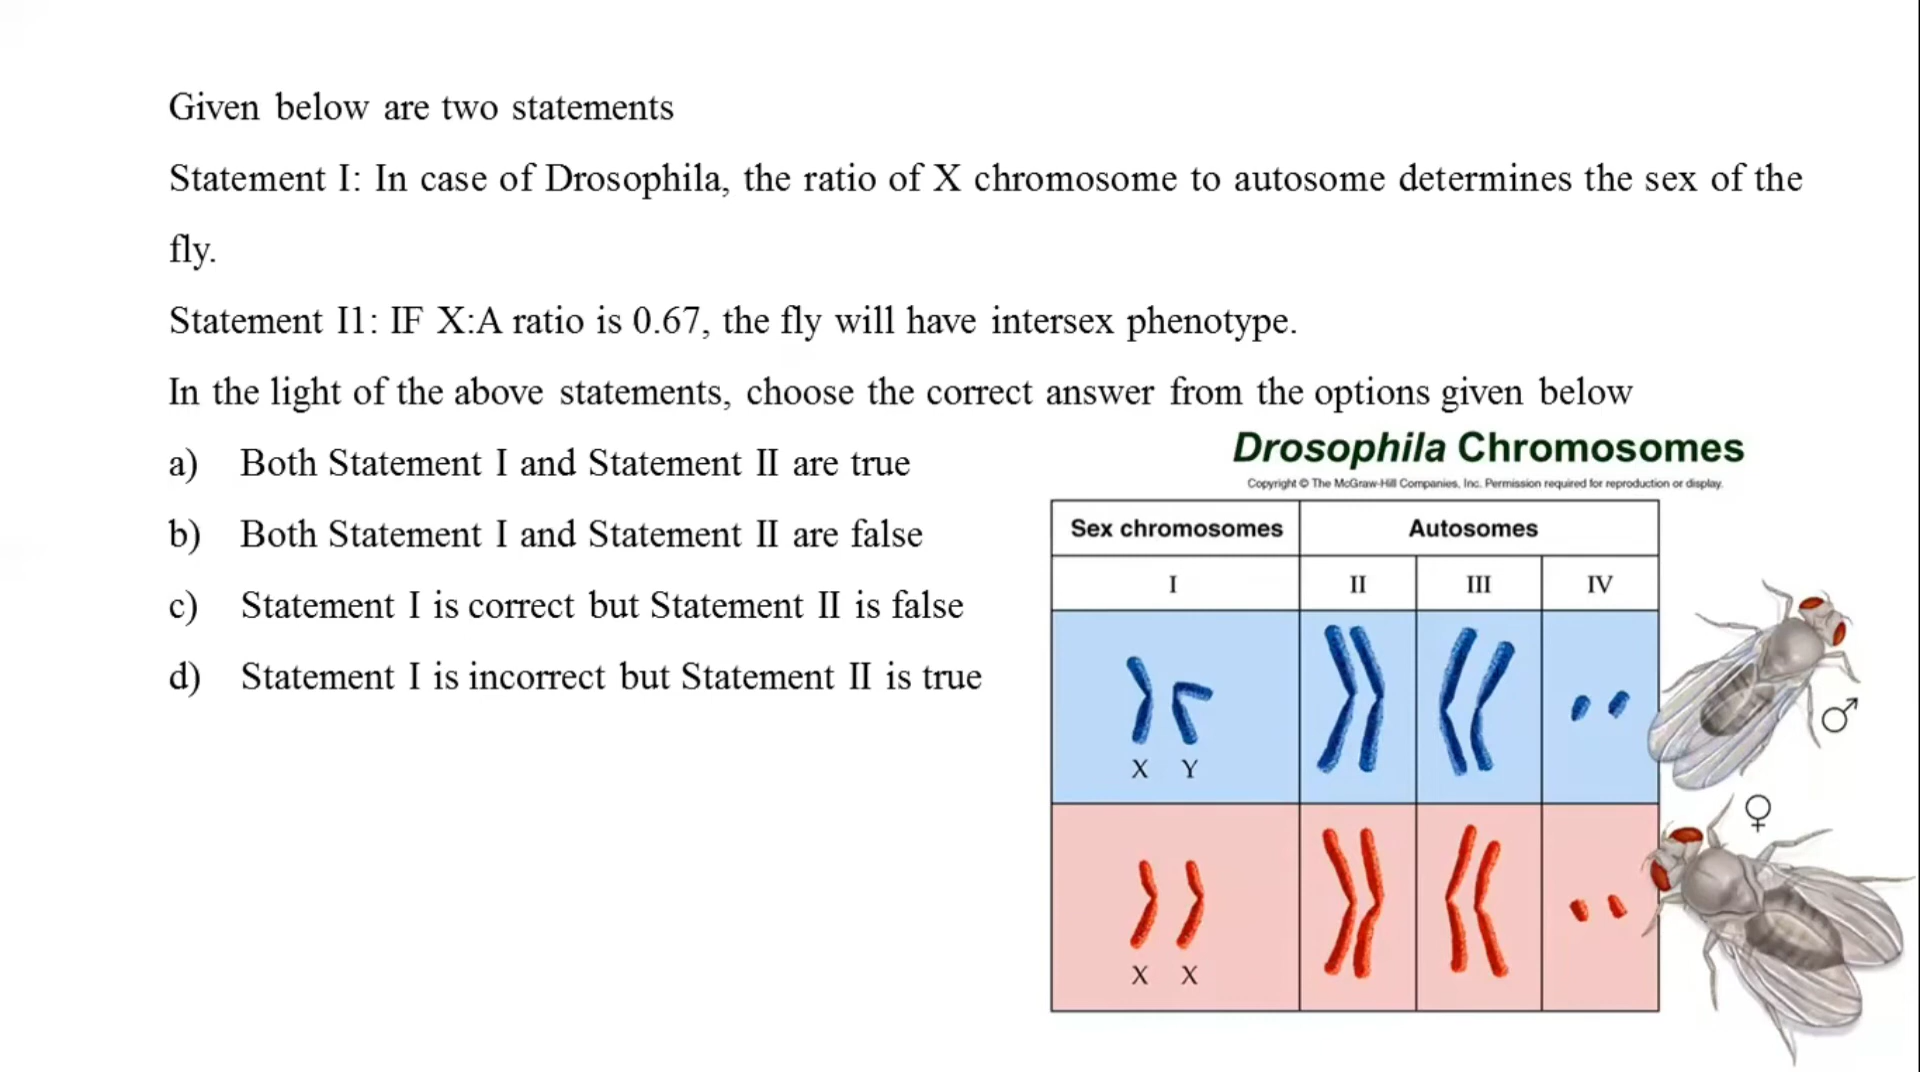 Given below are two statements
Statement I: In case of Drosophila, the ratio of X chromosome to autosome determines the sex of the
fly.
Statement I1: IF X:A ratio is 0.67, the fly will have intersex phenotype.
In the light of the above statements, choose the correct answer from the options given below
a) Both Statement I and Statement II are true
b) Both Statement I and Statement II are false
c) Statement I is correct but Statement II is false
d) Statement I is incorrect but Statement II is true
Drosophila Chromosomes
Copyright © The McGraw-Hill Companies, Inc. Permission required for reproduction or display.
Sex chromosomes Autosomes
I II III IV
X Y
♂
♀
X X